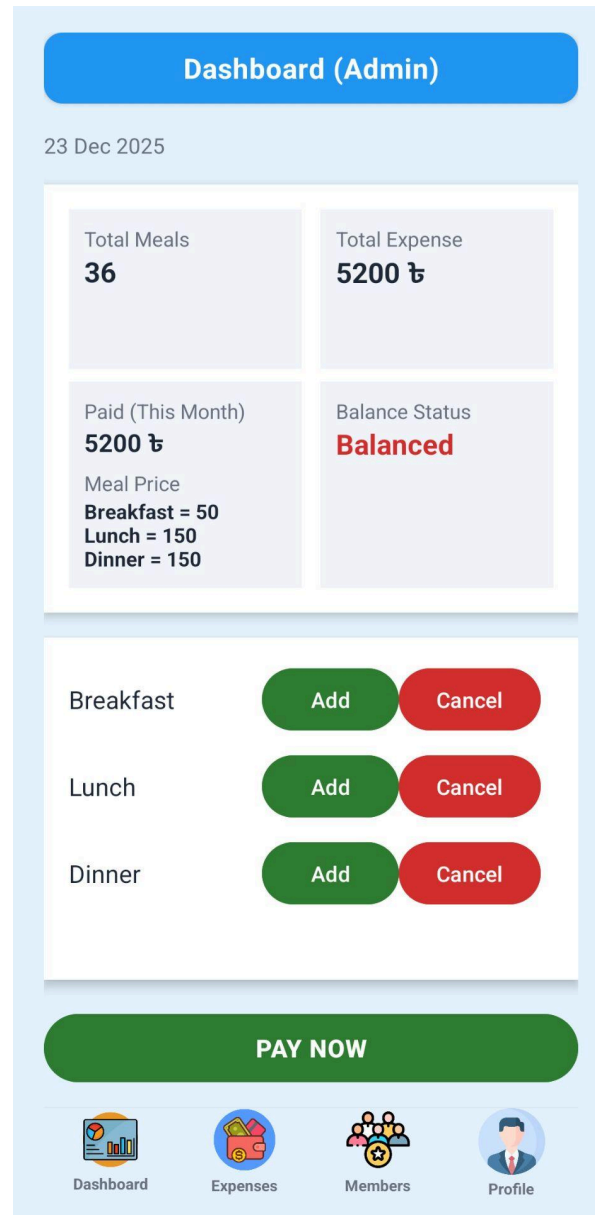 Dashboard (Admin)
23 Dec 2025
Total Meals
36
Total Expense
5200 ৳
Paid (This Month)
5200 ৳
Meal Price
Breakfast = 50
Lunch = 150
Dinner = 150
Balance Status
Balanced
Breakfast Add Cancel
Lunch Add Cancel
Dinner Add Cancel
PAY NOW
Dashboard Expenses Members Profile